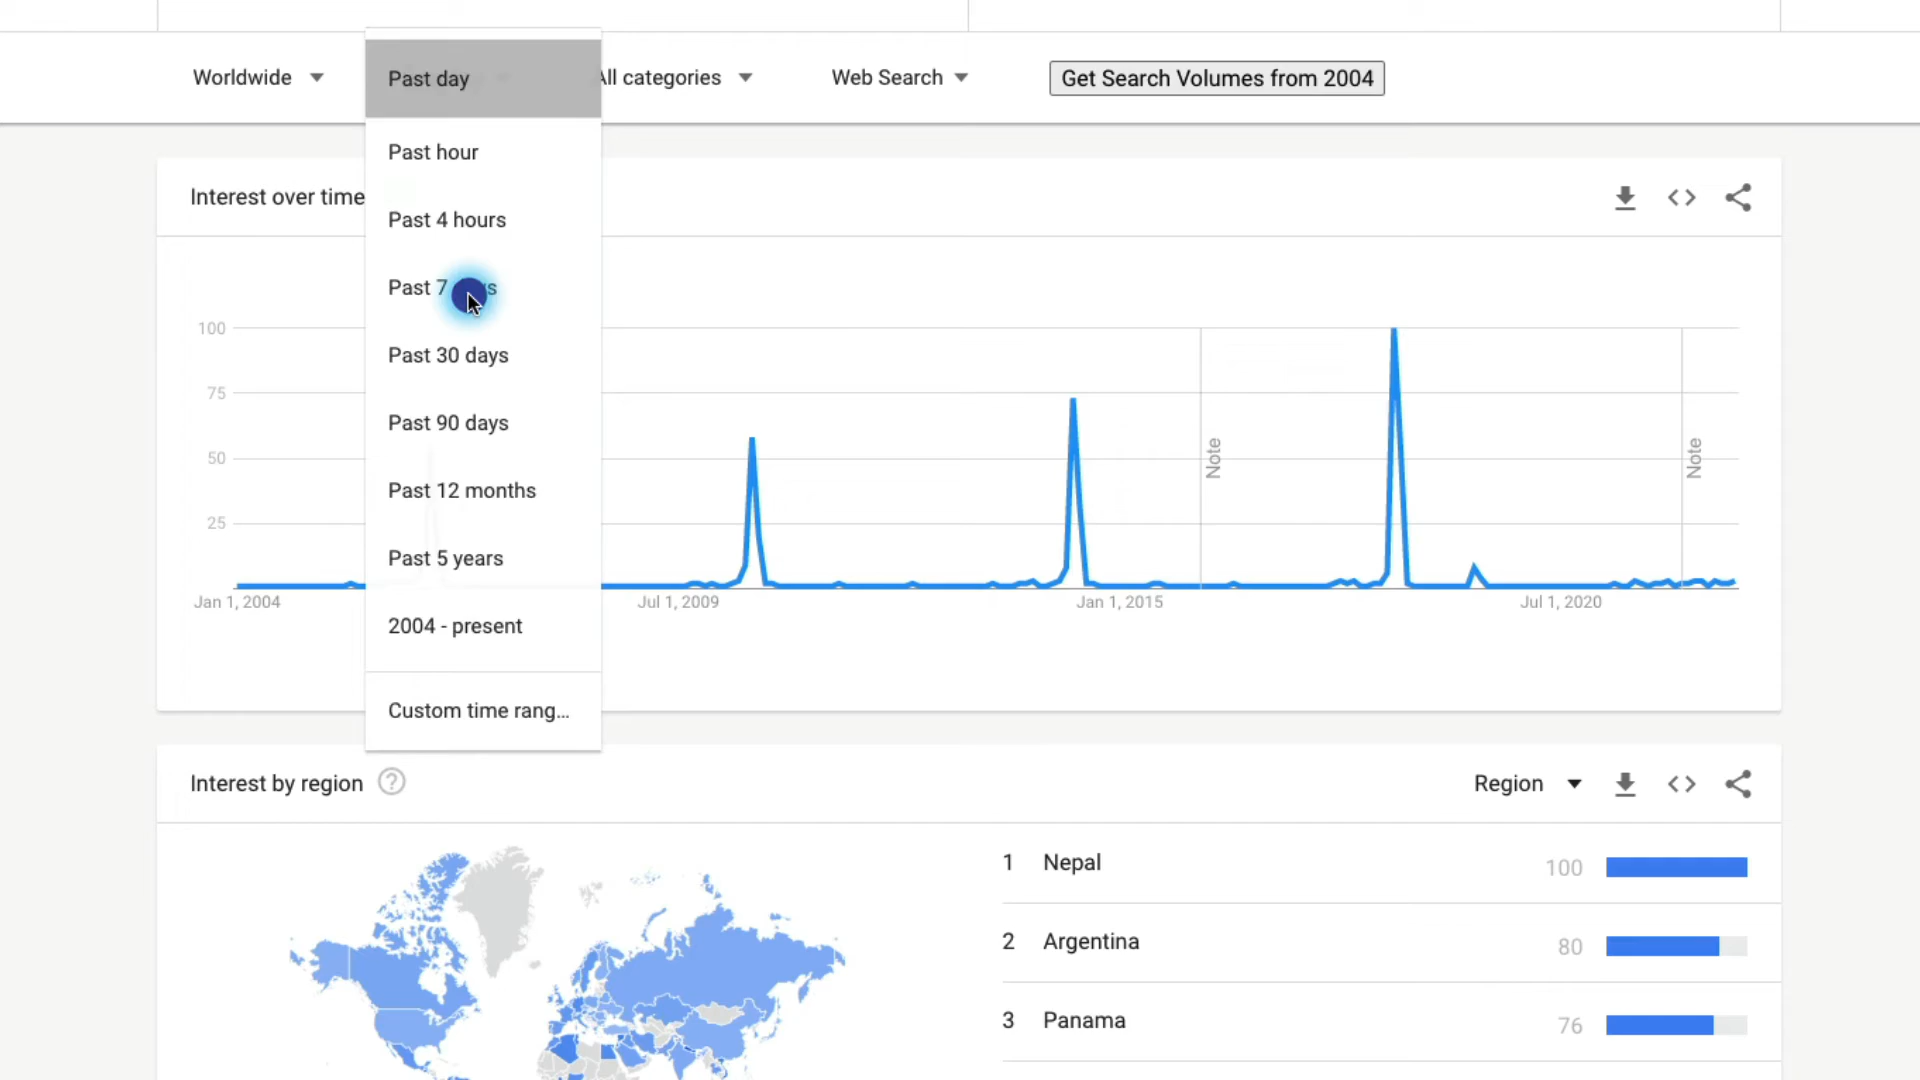 Worldwide
Past day
All categories
Web Search
Get Search Volumes from 2004
Past hour
Past 4 hours
Past 7
Past 30 days
Past 90 days
Past 12 months
Past 5 years
2004 - present
Custom time rang...
Interest over time
100
75
50
25
Note
Note
Jan 1, 2004
Jul 1, 2009
Jan 1, 2015
Jul 1, 2020
Interest by region
?
Region
1 Nepal 100
2 Argentina 80
3 Panama 76